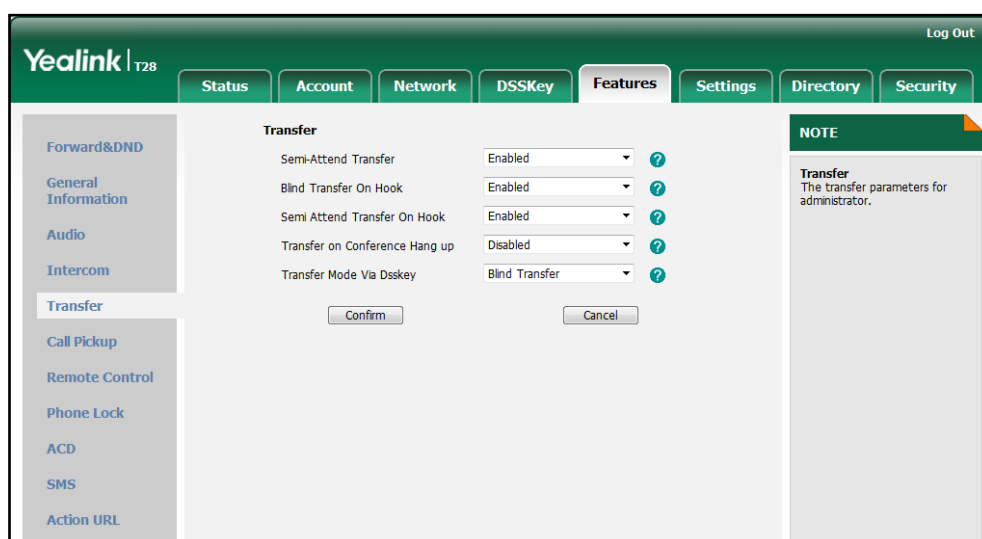 Log Out
Yealink T28
Status Account Network DSSKey Features Settings Directory Security
Forward&DND
General
Information
Audio
Intercom
Transfer
Call Pickup
Remote Control
Phone Lock
ACD
SMS
Action URL
Transfer
Semi-Attend Transfer Enabled ?
Blind Transfer On Hook Enabled ?
Semi Attend Transfer On Hook Enabled ?
Transfer on Conference Hang up Disabled ?
Transfer Mode Via Dsskey Blind Transfer ?
Confirm Cancel
NOTE
Transfer
The transfer parameters for
administrator.